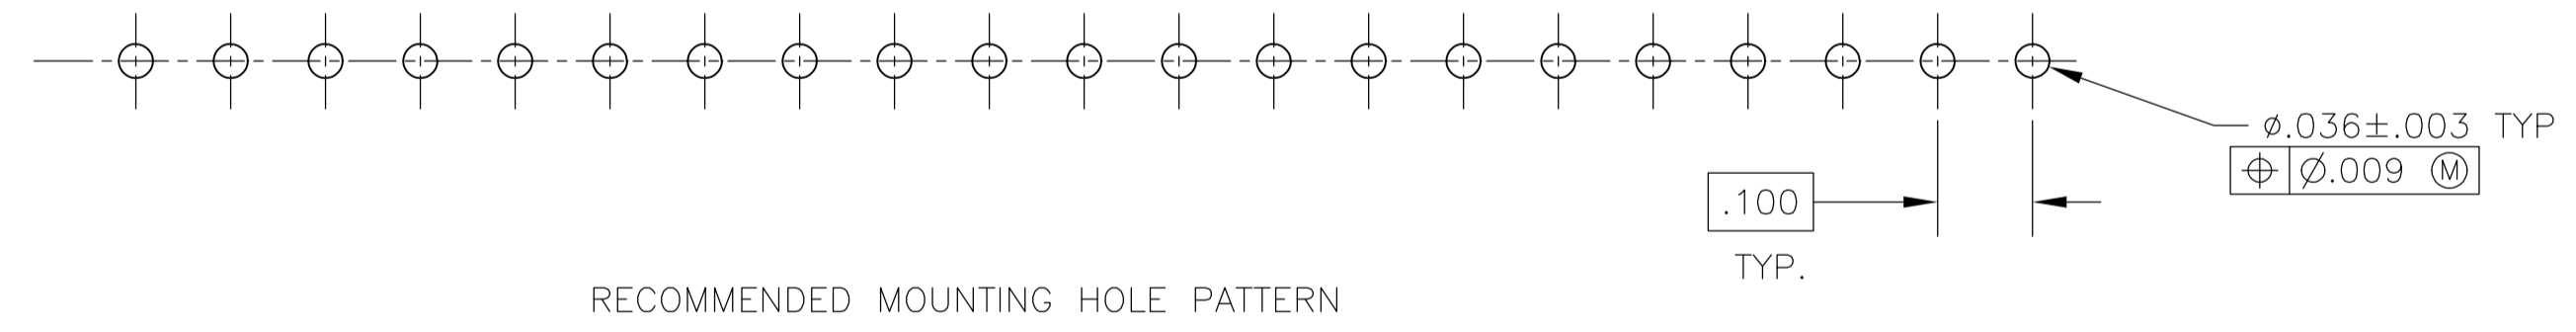 ⌀.036±.003 TYP
⌖ ⌀.009 Ⓜ
.100
TYP.
RECOMMENDED MOUNTING HOLE PATTERN